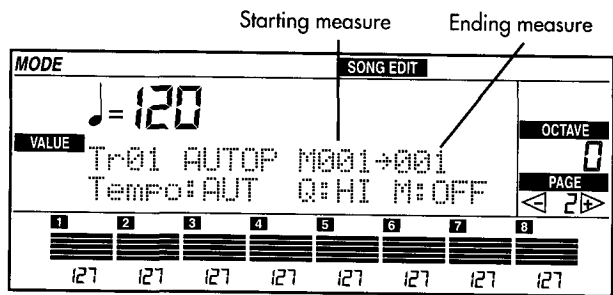 Starting measure Ending measure
MODE SONG EDIT
♩=120
OCTAVE
0
VALUE
Tr01 AUTOP M001→001
Tempo:AUT Q:HI M:OFF
PAGE
- 2 +
1 2 3 4 5 6 7 8
127 127 127 127 127 127 127 127